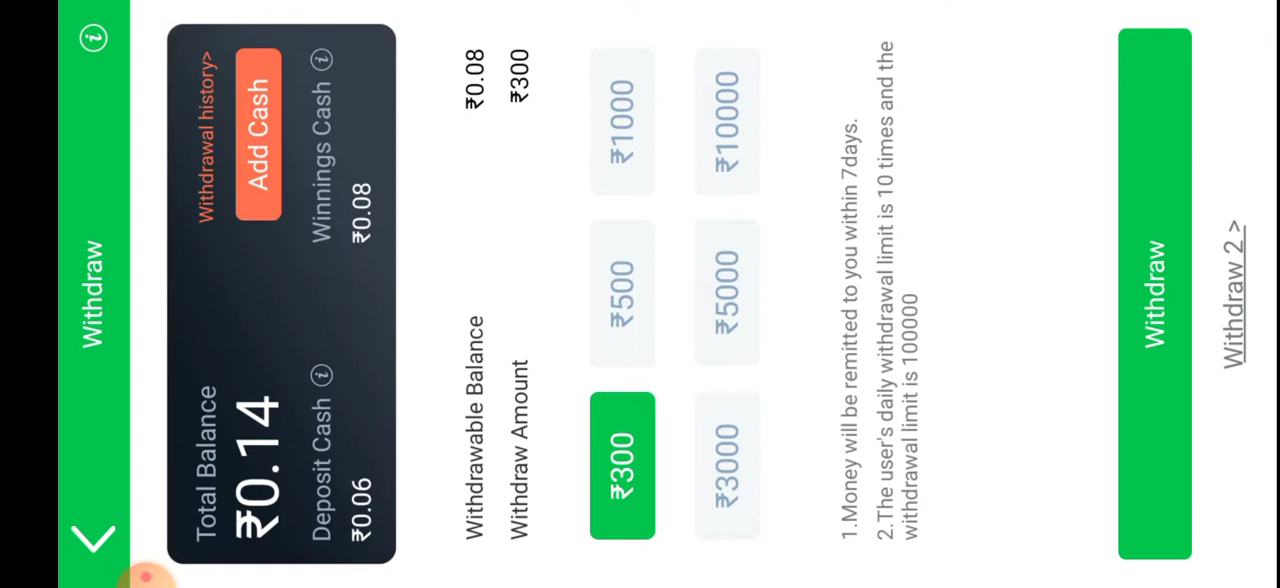 Withdraw
Total Balance
Withdrawal history>
₹0.14
Add Cash
Deposit Cash
Winnings Cash
₹0.06
₹0.08
Withdrawable Balance ₹0.08
Withdraw Amount ₹300
₹300 ₹500 ₹1000
₹3000 ₹5000 ₹10000
1.Money will be remitted to you within 7days.
2.The user's daily withdrawal limit is 10 times and the
withdrawal limit is 100000
Withdraw
Withdraw 2 >